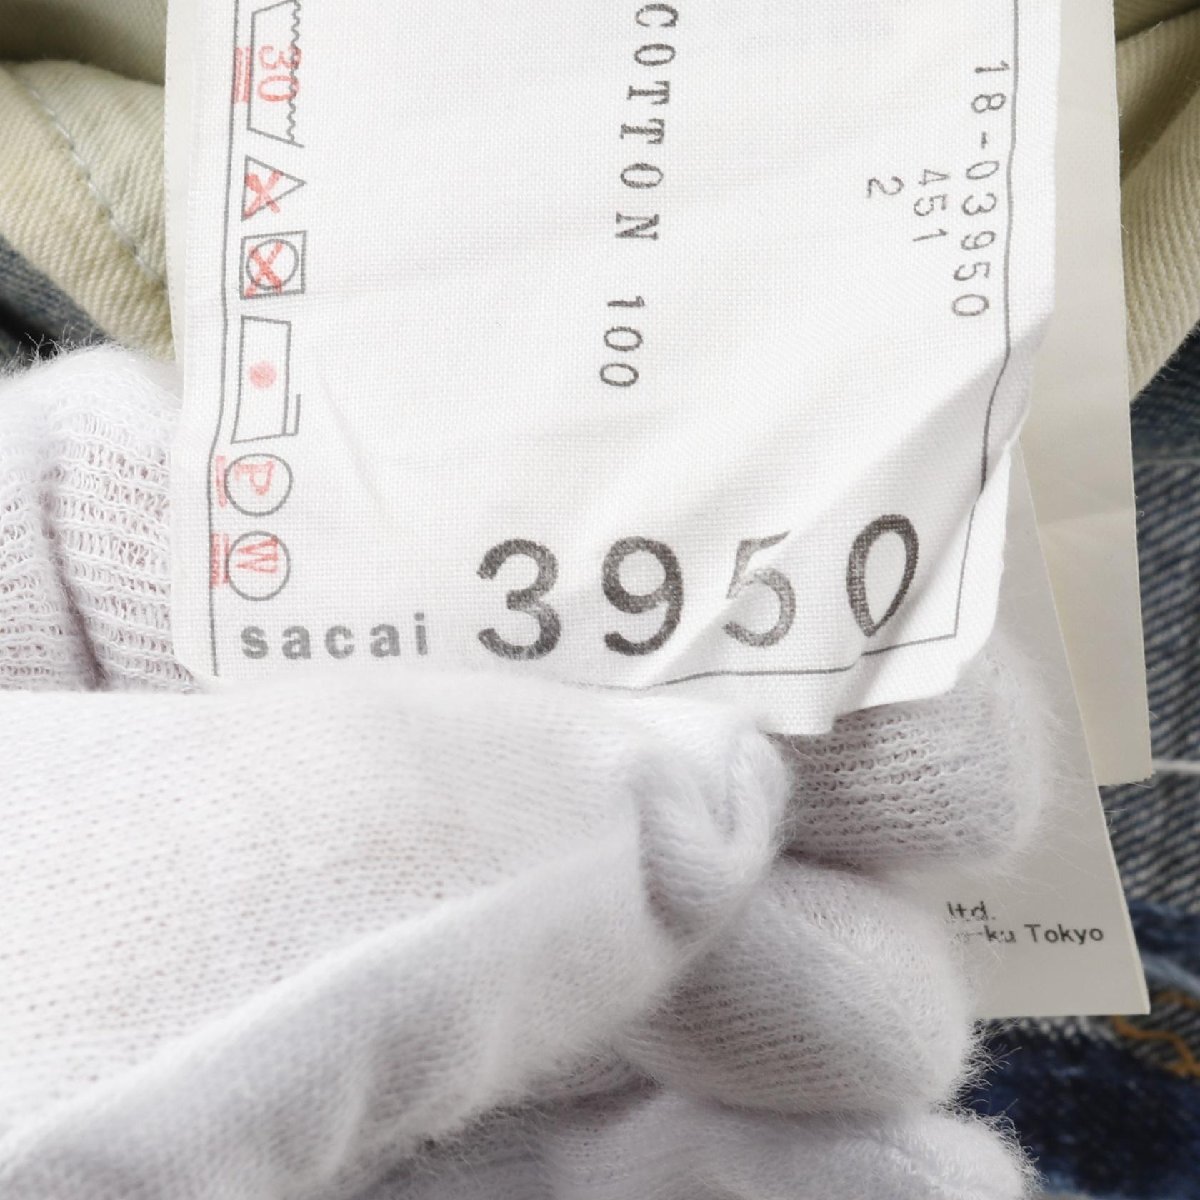 18-03950
451
2
COTTON 100
30
P
W
sacai 3950
ltd.
ku Tokyo